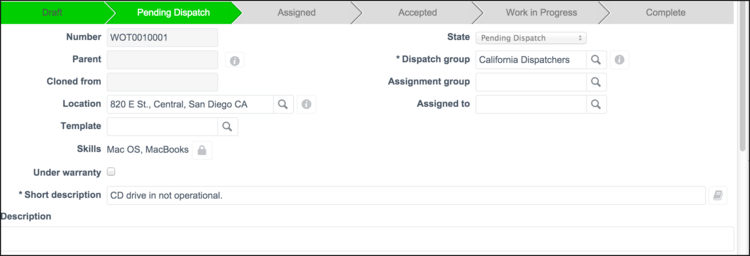 Draft Pending Dispatch Assigned Accepted Work in Progress Complete
Number WOT0010001 State Pending Dispatch
Parent * Dispatch group California Dispatchers
Cloned from Assignment group
Location 820 E St., Central, San Diego CA Assigned to
Template
Skills Mac OS, MacBooks
Under warranty
* Short description CD drive in not operational.
Description